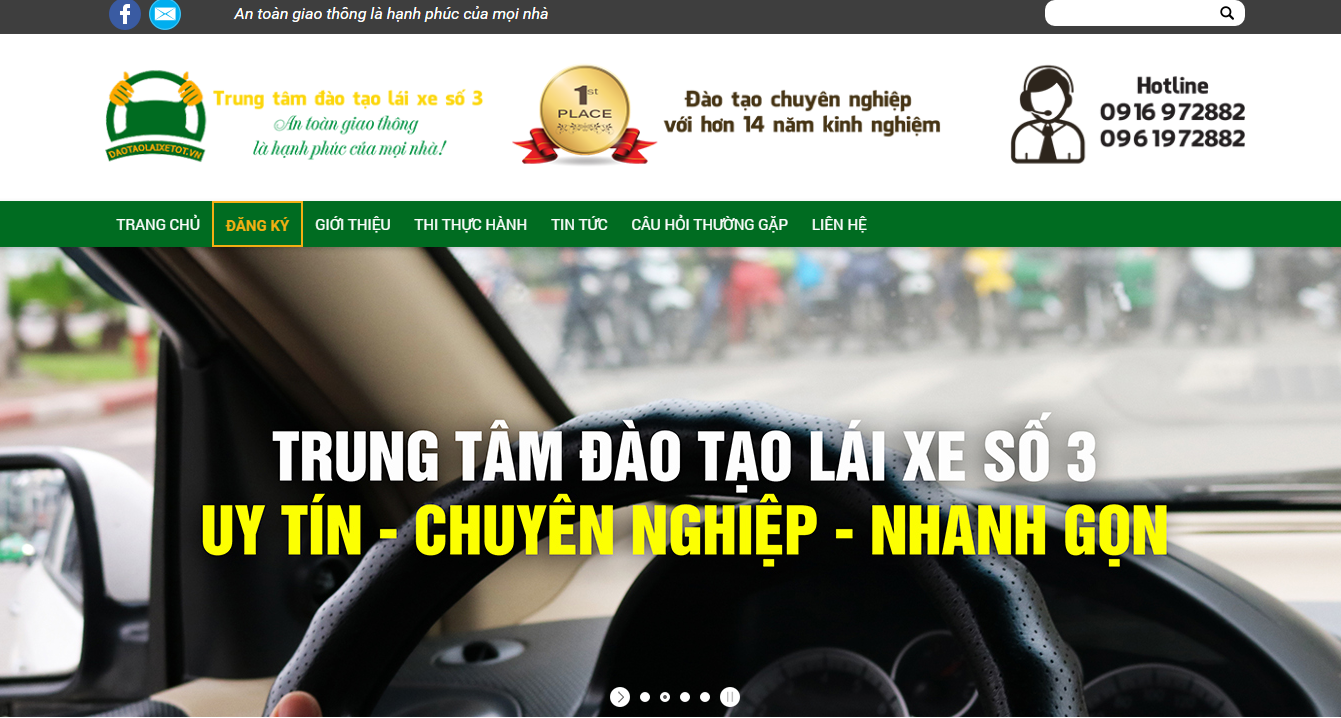 An toàn giao thông là hạnh phúc của mọi nhà
DAOTAOLAIXETOT.VN
Trung tâm đào tạo lái xe số 3
An toàn giao thông
là hạnh phúc của mọi nhà!
1st
PLACE
Đào tạo chuyên nghiệp
với hơn 14 năm kinh nghiệm
Hotline
0916 972882
0961972882
TRANG CHỦ ĐĂNG KÝ GIỚI THIỆU THI THỰC HÀNH TIN TỨC CÂU HỎI THƯỜNG GẶP LIÊN HỆ
TRUNG TÂM ĐÀO TẠO LÁI XE SỐ 3
UY TÍN - CHUYÊN NGHIỆP - NHANH GỌN